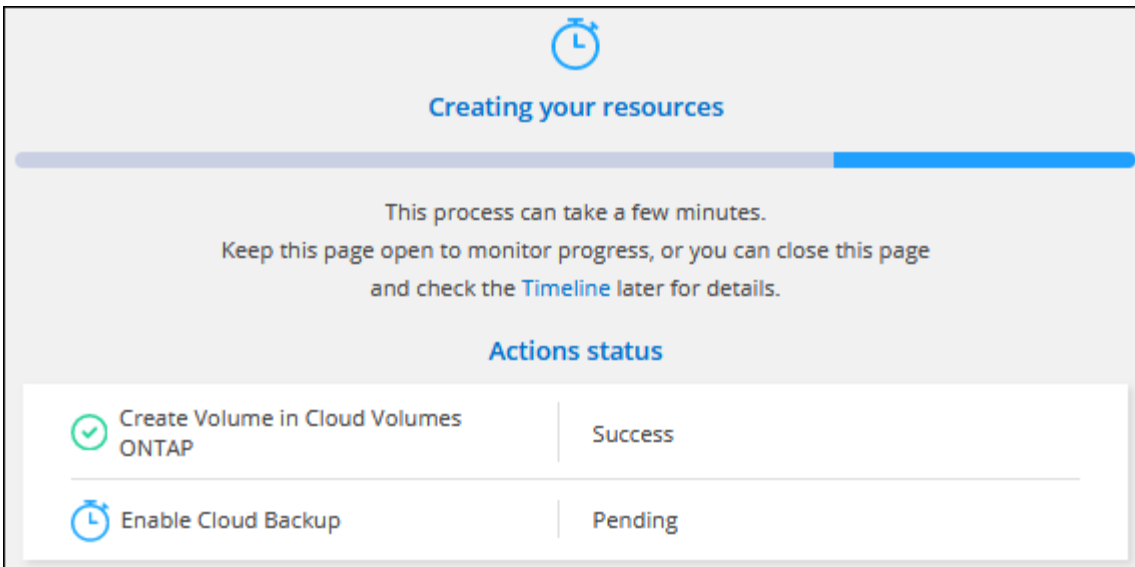 Creating your resources
This process can take a few minutes.
Keep this page open to monitor progress, or you can close this page
and check the Timeline later for details.
Actions status
Create Volume in Cloud Volumes
ONTAP
Success
Enable Cloud Backup
Pending